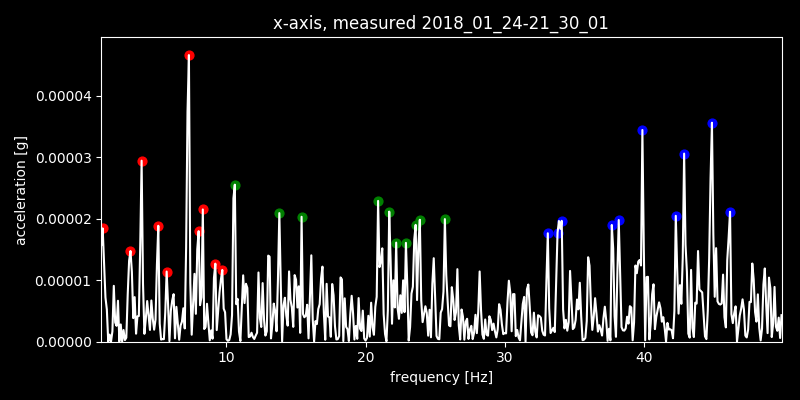 x-axis, measured 2018_01_24-21_30_01
acceleration [g]
0.00004
0.00003
0.00002
0.00001
0.00000
10 20 30 40
frequency [Hz]